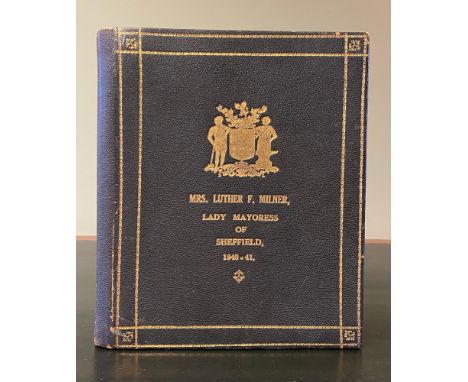 MRS. LUTHER F. MILNER,
LADY MAYORESS
OF
SHEFFIELD,
1940-41,